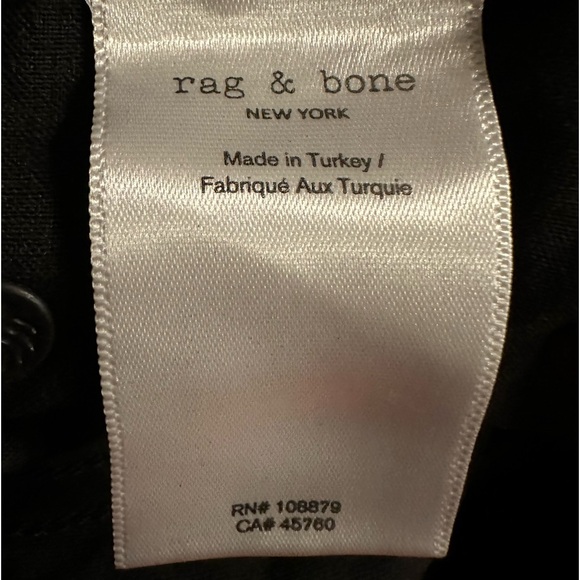 rag & bone
NEW YORK
Made in Turkey /
Fabriqué Aux Turquie
RN# 108879
CA# 45760